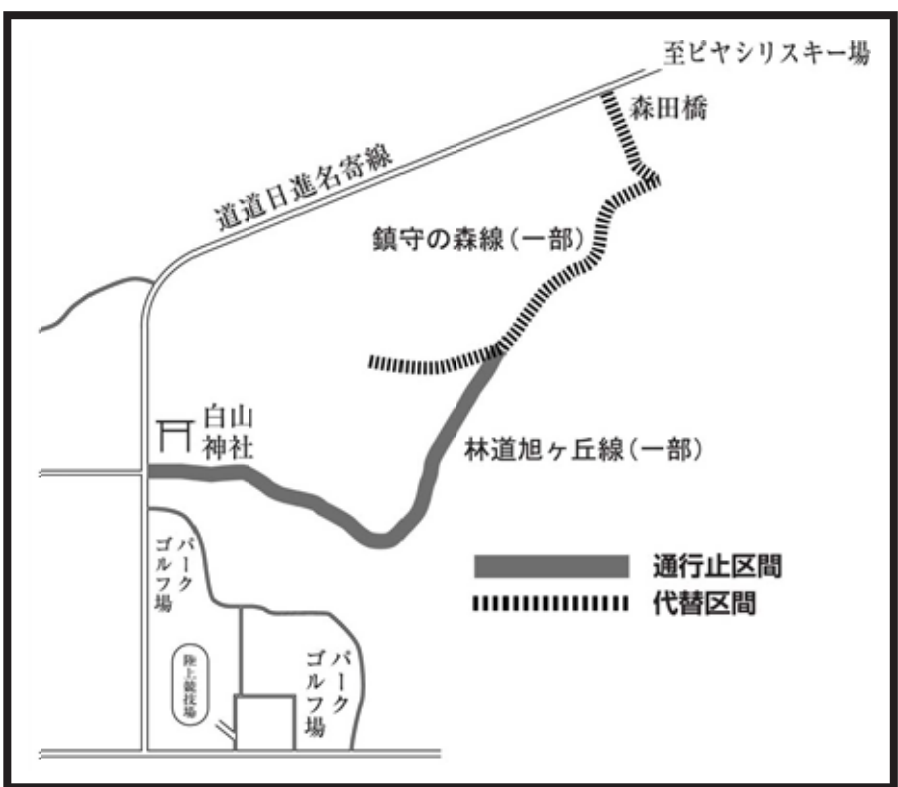 至ピヤシリスキー場
森田橋
道道日進名寄線
鎮守の森線（一部）
白山
神社
林道旭ヶ丘線（一部）
通行止区間
代替区間
パーク
ゴルフ場
陸上競技場
パーク
ゴルフ場